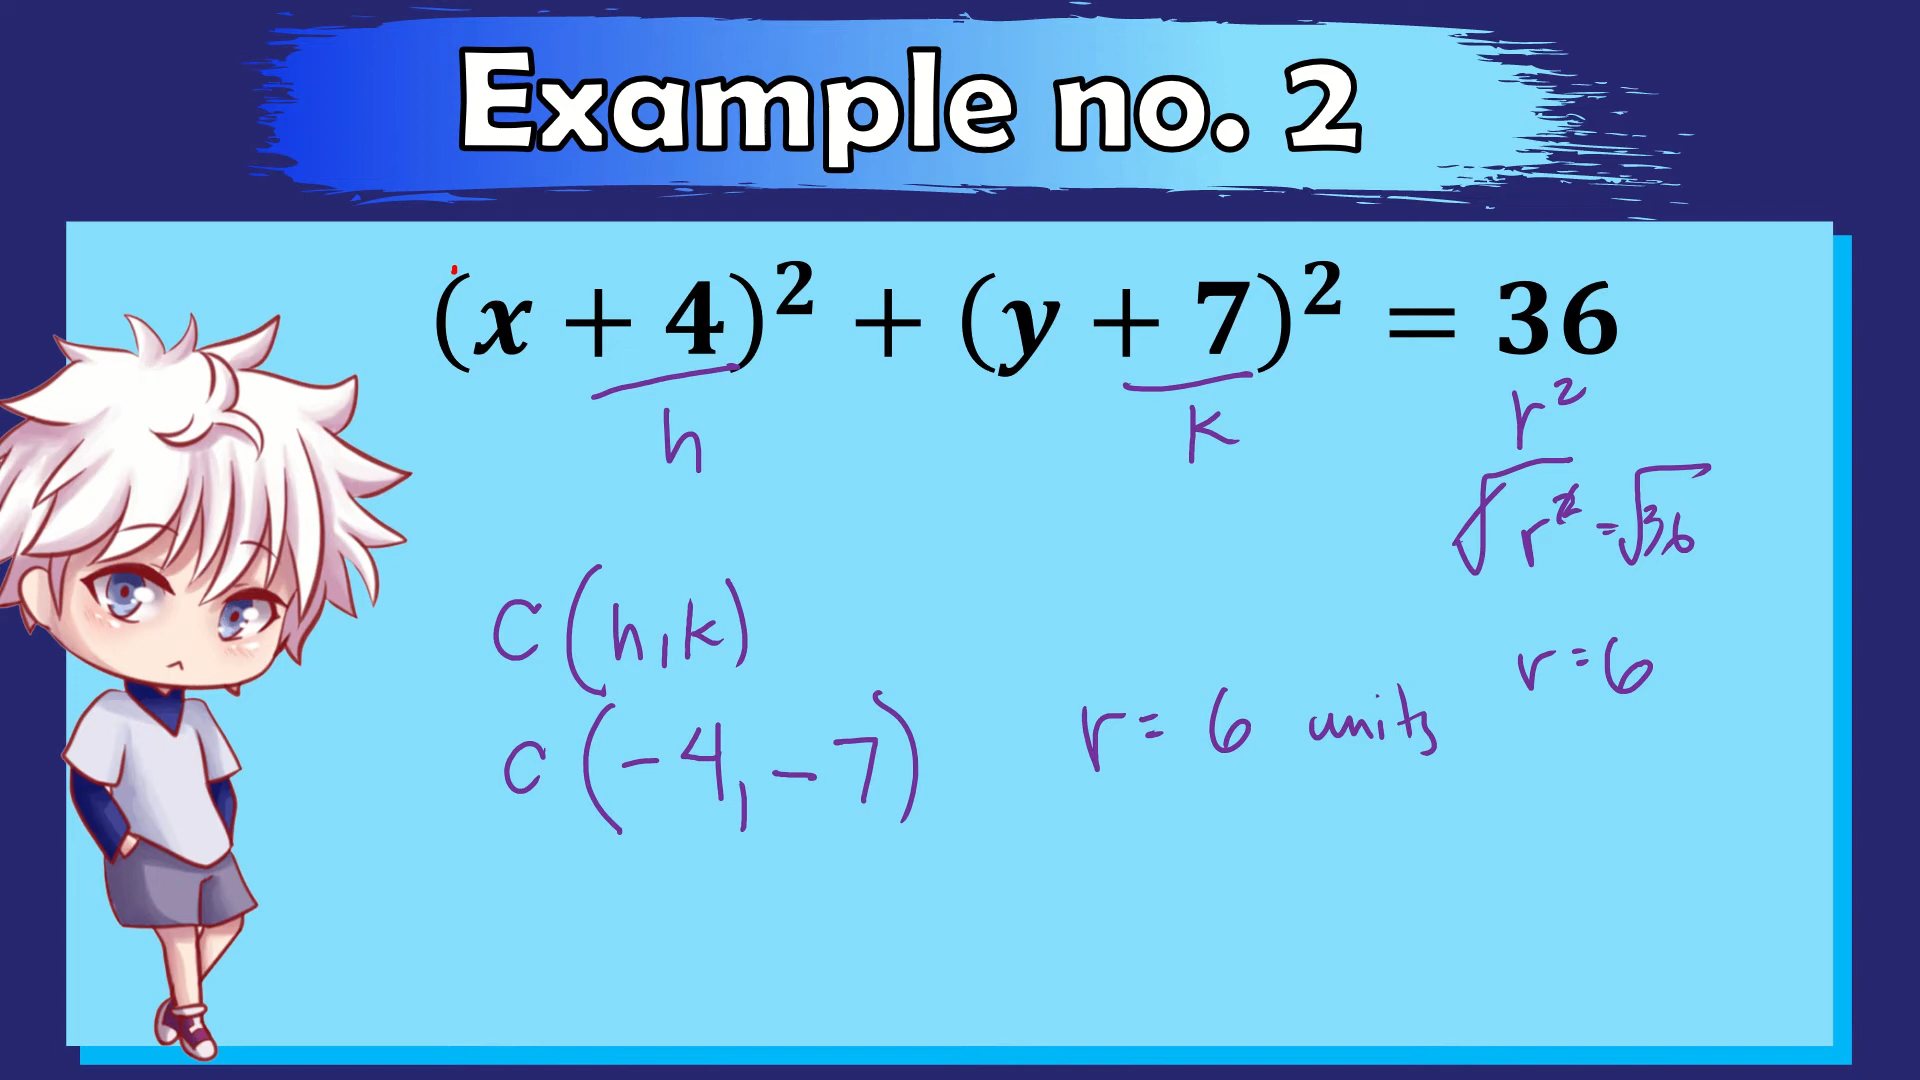 Example no. 2
(x + 4)² + (y + 7)² = 36
h k r²
√r² = √36
C (h, k)
r = 6
C (-4, -7) r = 6 units